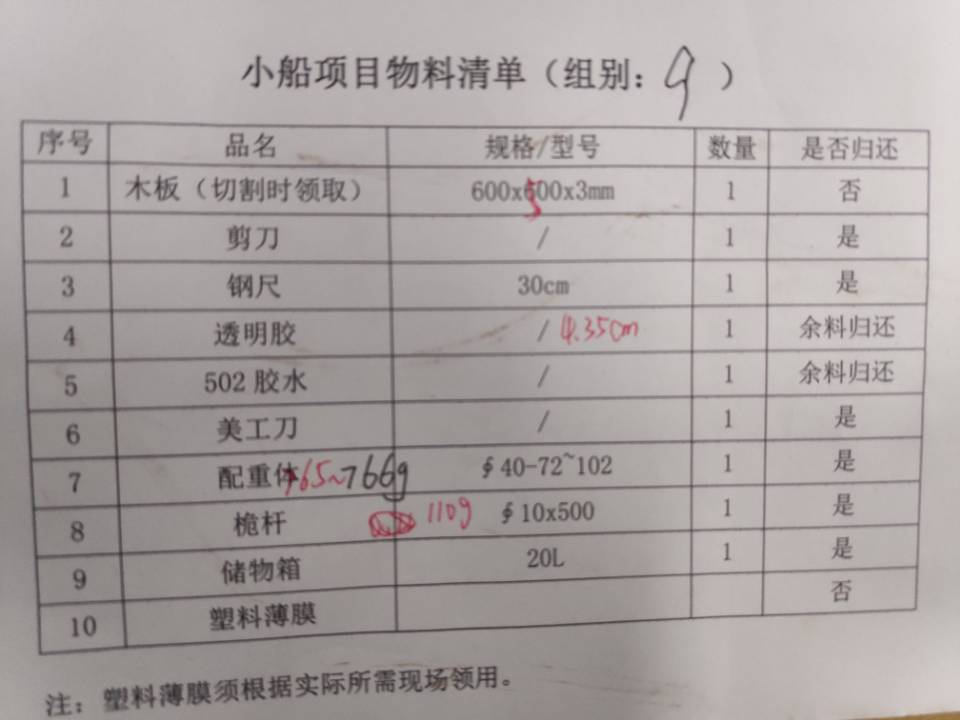 小船项目物料清单（组别：9）
序号 品名 规格/型号 数量 是否归还
1 木板（切割时领取） 600x500x3mm 1 否
2 剪刀 / 1 是
3 钢尺 30cm 1 是
4 透明胶 / 4.35cm 1 余料归还
5 502胶水 / 1 余料归还
6 美工刀 / 1 是
7 配重体 765~766g ∮40-72~102 1 是
8 桅杆 110g ∮10x500 1 是
9 储物箱 20L 1 是
10 塑料薄膜 否
注：塑料薄膜须根据实际所需现场领用。